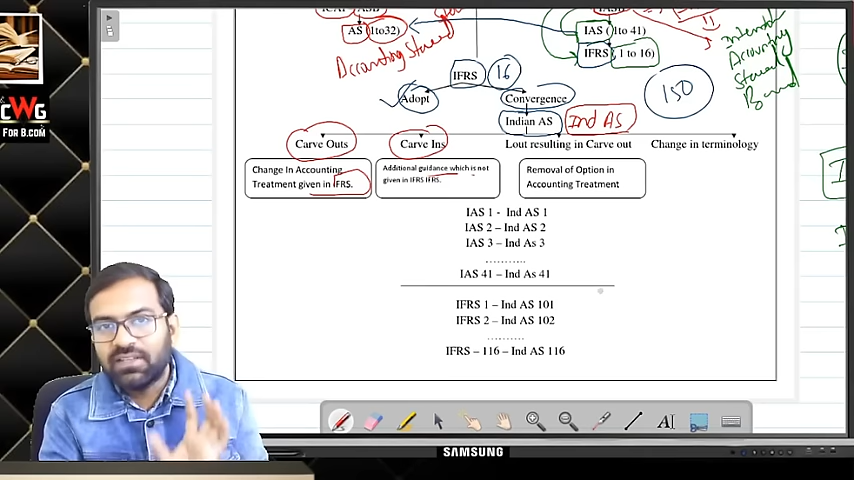 AS (1to32)
IAS (1to 41)
IFRS ( 1 to 16)
Accounting Standard
Accounting
Board
IFRS
16
150
Adopt
Convergence
Indian AS
Ind AS
Carve Outs
Carve Ins
Lout resulting in Carve out
Change in terminology
Change In Accounting
Treatment given in IFRS.
Additional guidance which is not
given in IFRS IFRS.
Removal of Option in
Accounting Treatment
IAS 1 - Ind AS 1
IAS 2 – Ind AS 2
IAS 3 – Ind As 3
...........
IAS 41 – Ind As 41
IFRS 1 – Ind AS 101
IFRS 2 – Ind AS 102
...........
IFRS – 116 – Ind AS 116
CWG
FOR B.COM
SAMSUNG